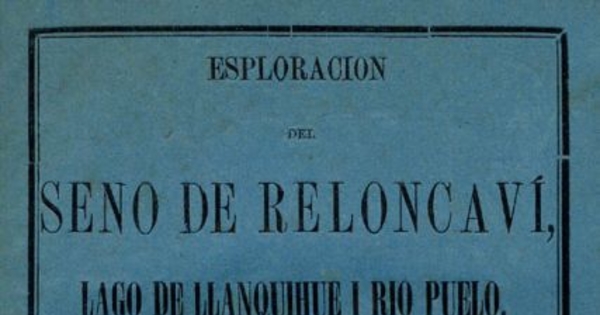 ESPLORACION
DEL
SENO DE RELONCAVÍ,
LAGO DE LLANQUIHUE I RIO PUELO.